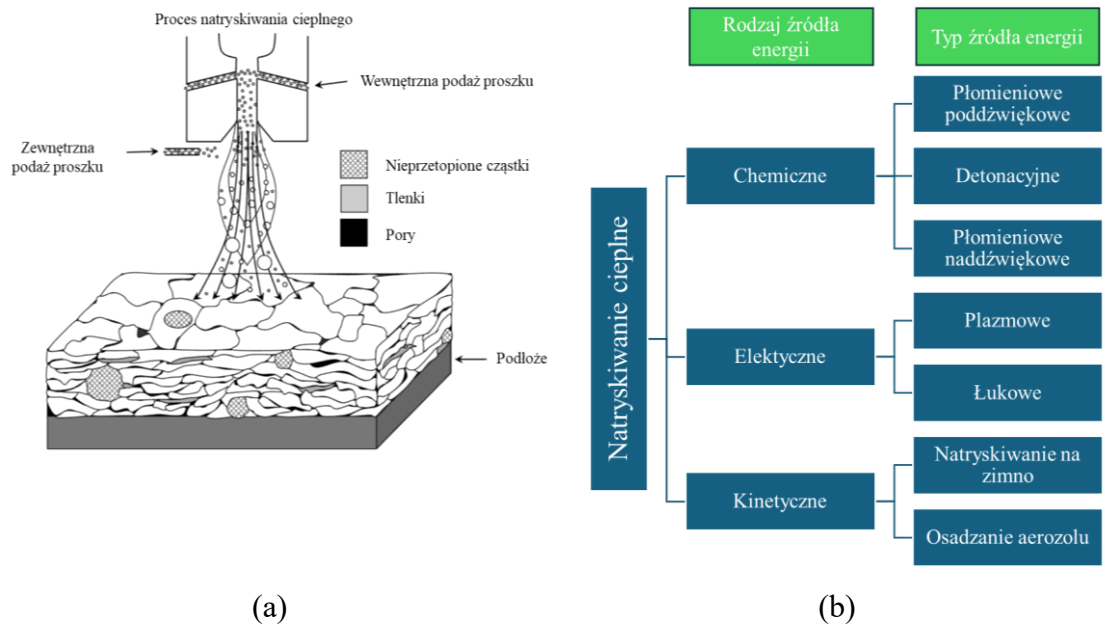 Proces natryskiwania cieplnego
Wewnętrzna podaż proszku
Zewnętrzna
podaż proszku
Nieprzetopione cząstki
Tlenki
Pory
Podłoże
(a)
Rodzaj źródła
energii
Typ źródła energii
Natryskiwanie cieplne
Chemiczne
Płomieniowe
poddźwiękowe
Detonacyjne
Płomieniowe
naddźwiękowe
Elektyczne
Plazmowe
Łukowe
Kinetyczne
Natryskiwanie na
zimno
Osadzanie aerozolu
(b)